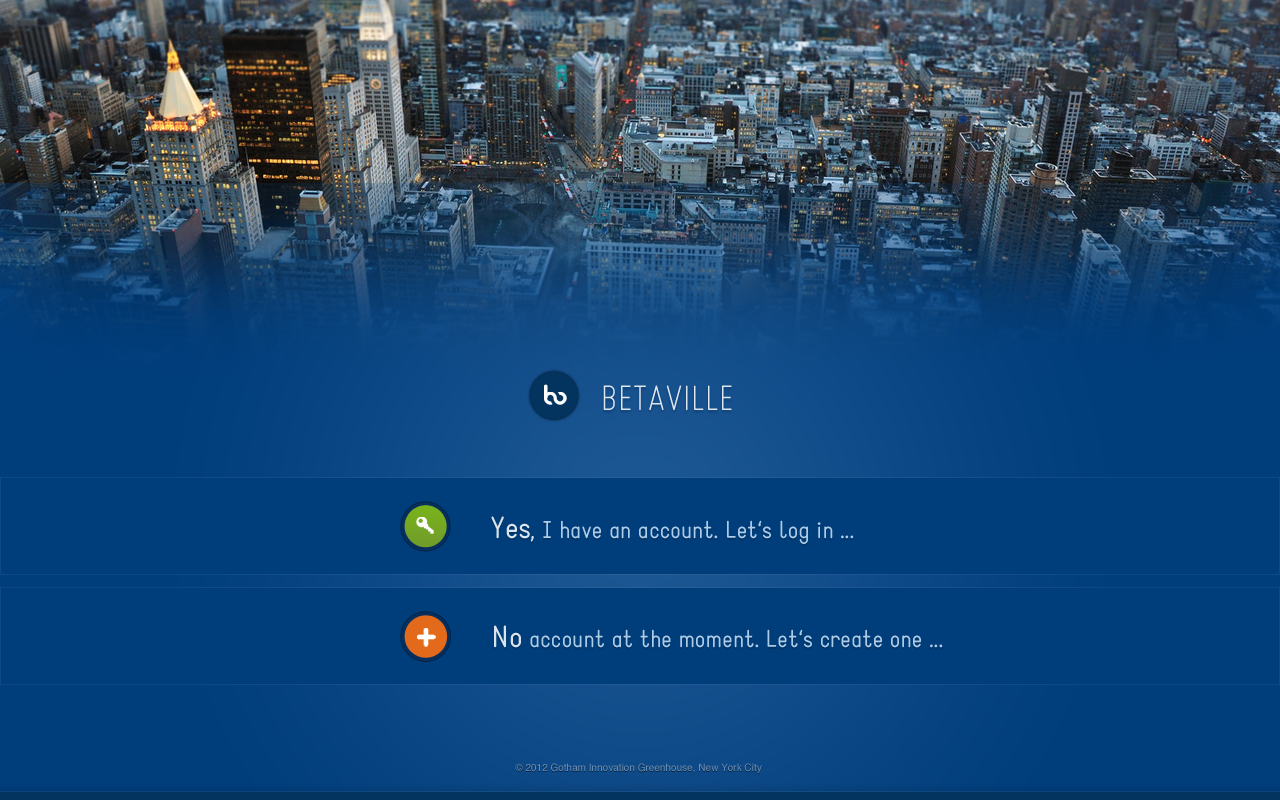 BETAVILLE
Yes, I have an account. Let's log in ...
No account at the moment. Let's create one ...
© 2012 Gotham Innovation Greenhouse, New York City